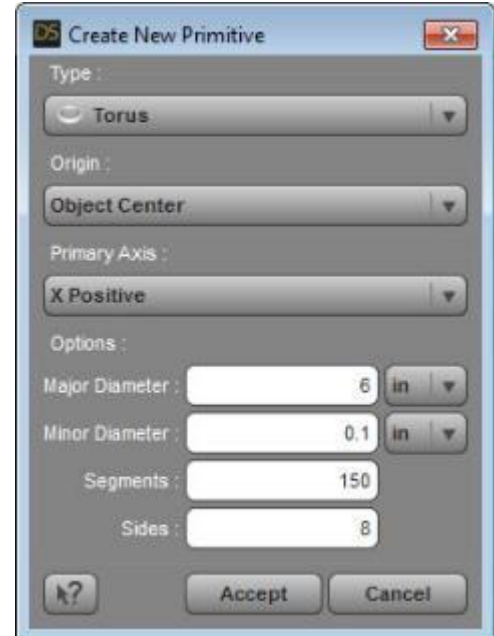 DS Create New Primitive
Type :
Torus
Origin :
Object Center
Primary Axis :
X Positive
Options :
Major Diameter : 6 in
Minor Diameter : 0.1 in
Segments : 150
Sides : 8
? Accept Cancel